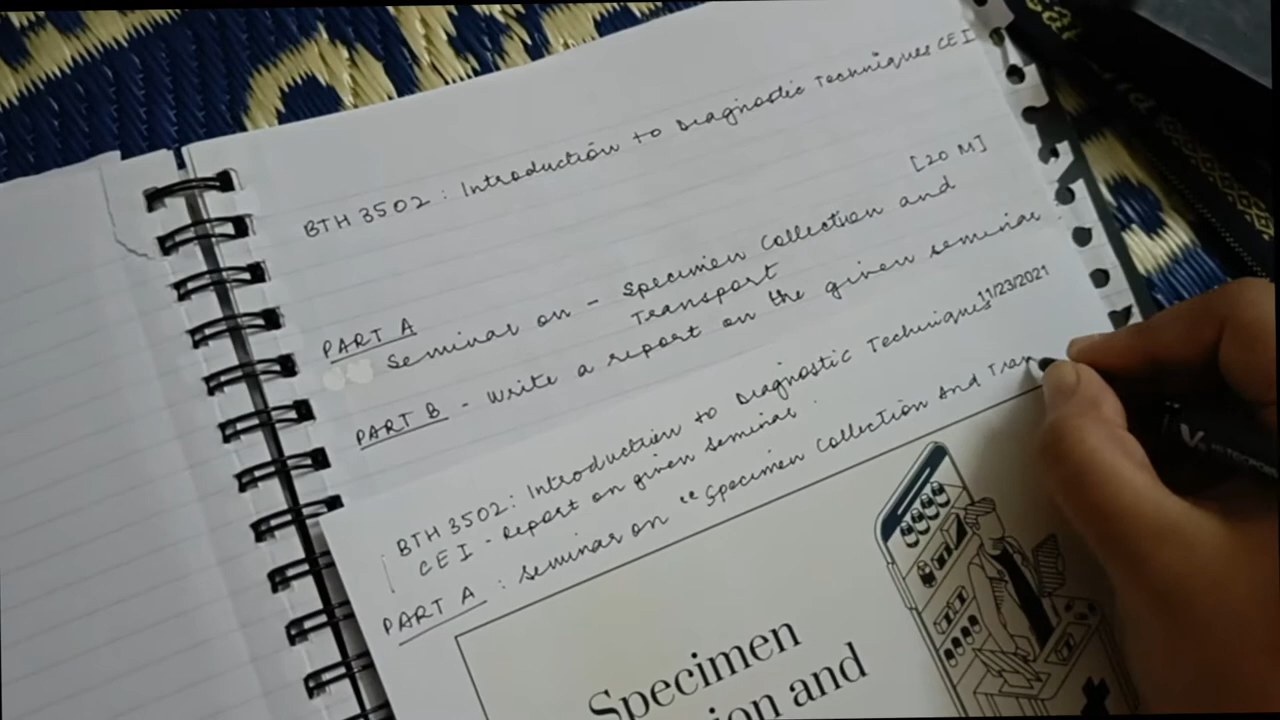 BTH 3502 : Introduction to Diagnostic Techniques CE I
[20 M]
PART A
Seminar on - Specimen Collection and
Transport
PART B - Write a report on the given seminar.
11/23/2021
BTH 3502: Introduction to Diagnostic Techniques
CE I - Report on given seminar.
PART A : Seminar on "Specimen Collection And Tran
Specimen
ion and